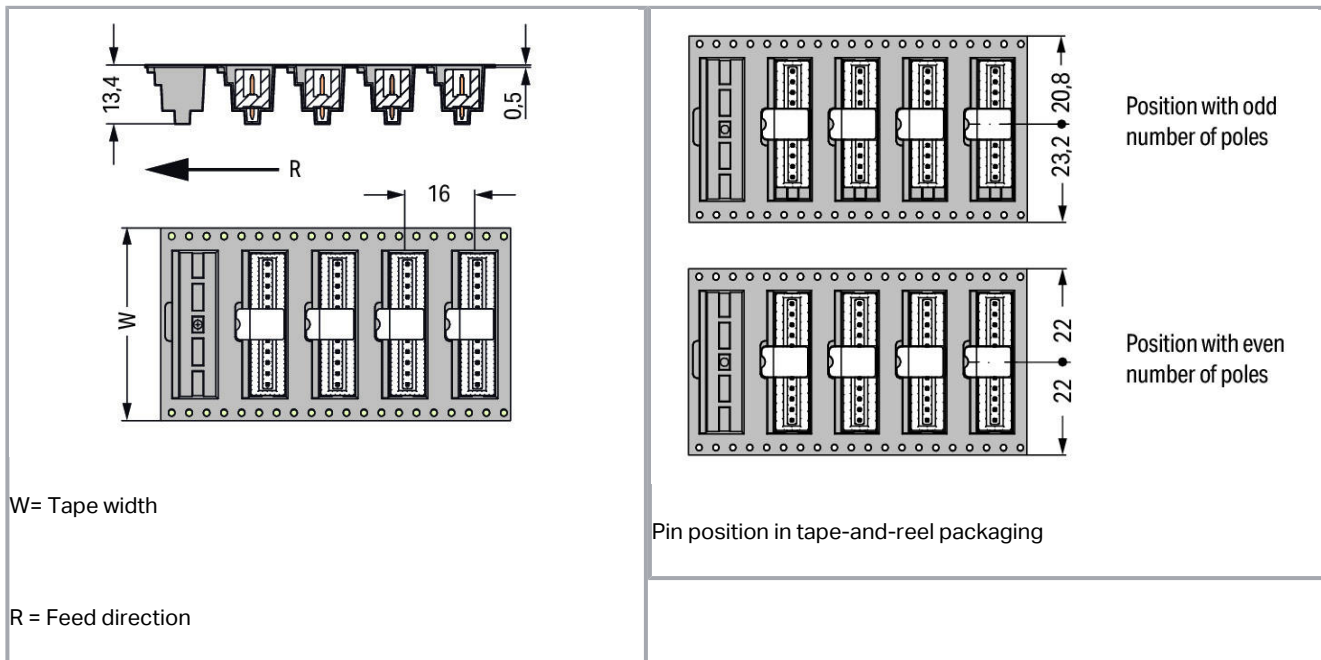 13,4
0,5
R
16
W
W= Tape width
R = Feed direction
20,8
23,2
Position with odd
number of poles
22
22
Position with even
number of poles
Pin position in tape-and-reel packaging